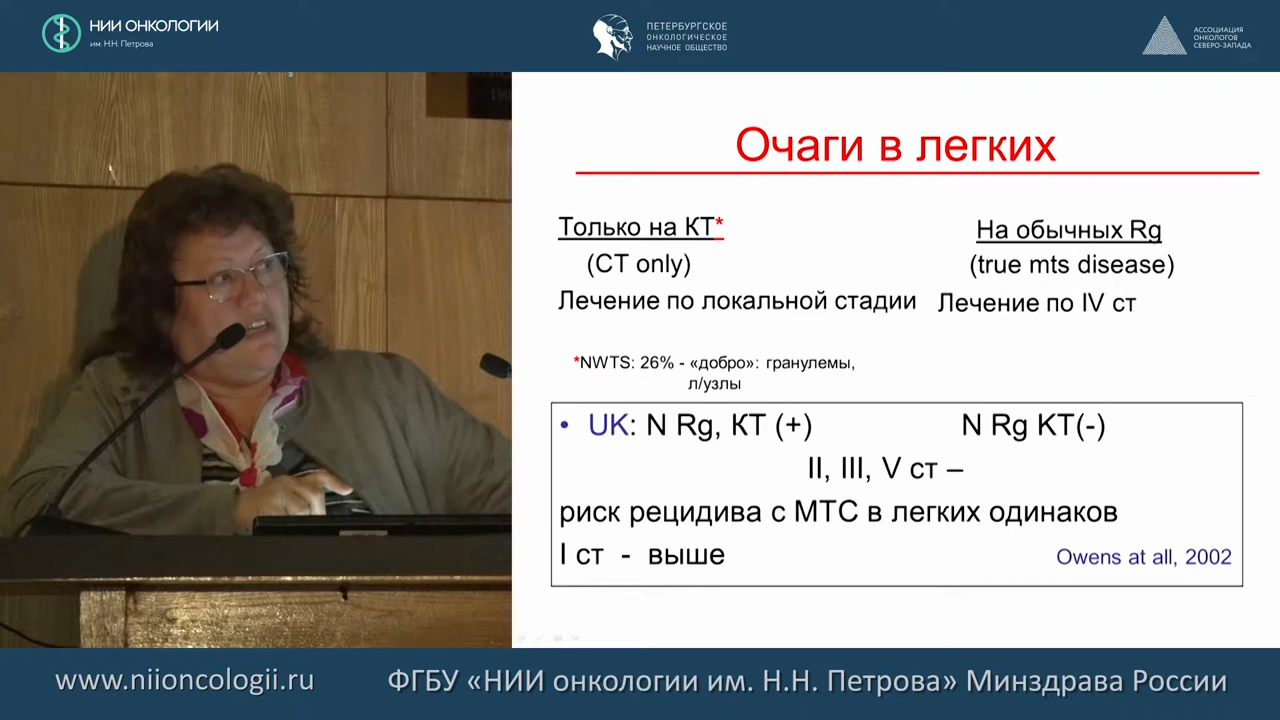 НИИ ОНКОЛОГИИ
им. Н.Н. Петрова
ПЕТЕРБУРГСКОЕ
ОНКОЛОГИЧЕСКОЕ
НАУЧНОЕ ОБЩЕСТВО
АССОЦИАЦИЯ
ОНКОЛОГОВ
СЕВЕРО-ЗАПАДА
Очаги в легких
Только на КТ*
На обычных Rg
(CT only)
(true mts disease)
Лечение по локальной стадии
Лечение по IV ст
*NWTS: 26% - «добро»: гранулемы,
л/узлы
• UK: N Rg, КТ (+)
N Rg КТ(-)
II, III, V ст –
риск рецидива с МТС в легких одинаков
I ст - выше
Owens at all, 2002
www.niioncologii.ru
ФГБУ «НИИ онкологии им. Н.Н. Петрова» Минздрава России